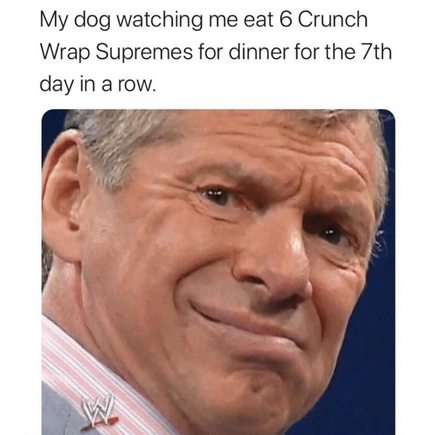 My dog watching me eat 6 Crunch
Wrap Supremes for dinner for the 7th
day in a row.
W